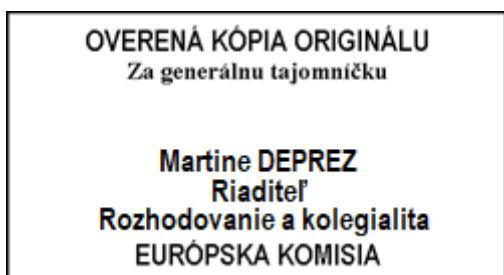 OVERENÁ KÓPIA ORIGINÁLU
Za generálnu tajomníčku
Martine DEPREZ
Riaditeľ
Rozhodovanie a kolegialita
EURÓPSKA KOMISIA